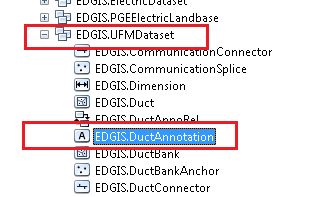 EDGIS.ElectricDataset
EDGIS.PGEElectricLandbase
EDGIS.UFMDataset
EDGIS.CommunicationConnector
EDGIS.CommunicationSplice
EDGIS.Dimension
EDGIS.Duct
EDGIS.DuctAnnoRel
A EDGIS.DuctAnnotation
EDGIS.DuctBank
EDGIS.DuctBankAnchor
EDGIS.DuctConnector